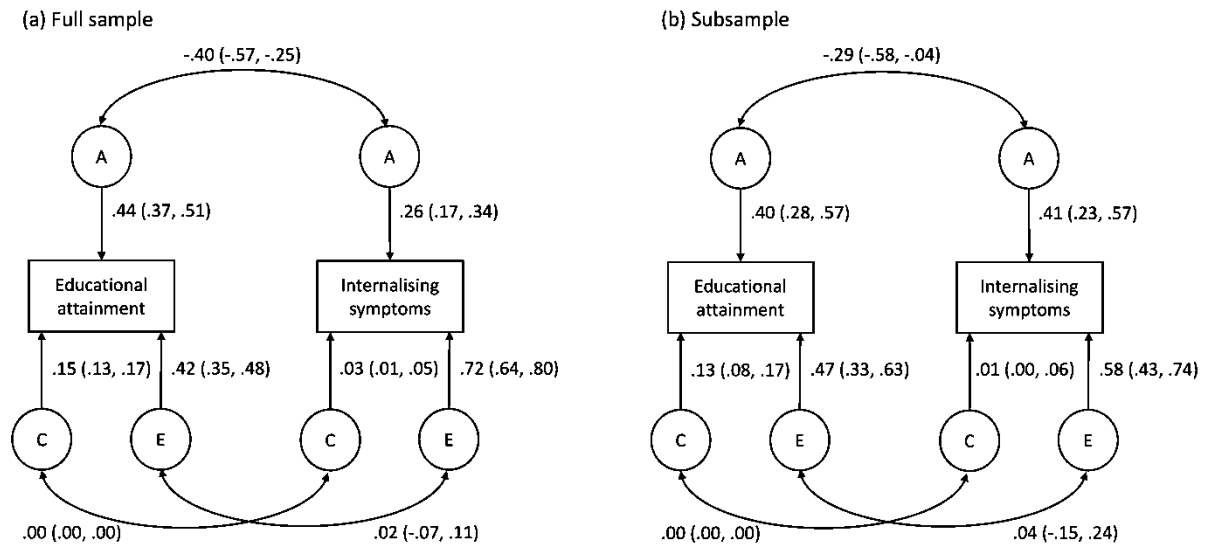 (a) Full sample
-.40 (-.57, -.25)
A
A
.44 (.37, .51)
.26 (.17, .34)
Educational
attainment
Internalising
symptoms
.15 (.13, .17)
.42 (.35, .48)
.03 (.01, .05)
.72 (.64, .80)
C
E
C
E
.00 (.00, .00)
.02 (-.07, .11)
(b) Subsample
-.29 (-.58, -.04)
A
A
.40 (.28, .57)
.41 (.23, .57)
Educational
attainment
Internalising
symptoms
.13 (.08, .17)
.47 (.33, .63)
.01 (.00, .06)
.58 (.43, .74)
C
E
C
E
.00 (.00, .00)
.04 (-.15, .24)